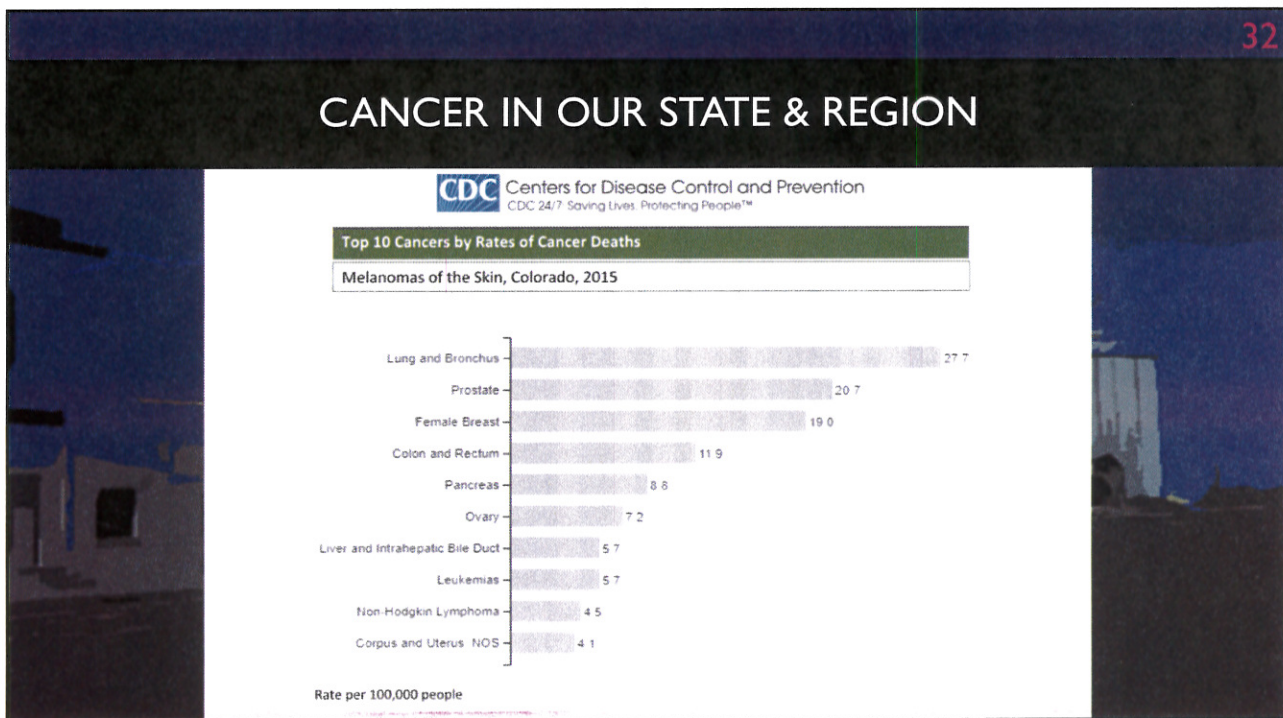 32
CANCER IN OUR STATE & REGION
CDC Centers for Disease Control and Prevention
CDC 24/7: Saving Lives. Protecting People™
Top 10 Cancers by Rates of Cancer Deaths
Melanomas of the Skin, Colorado, 2015
Lung and Bronchus 27.7
Prostate 20.7
Female Breast 19.0
Colon and Rectum 11.9
Pancreas 8.8
Ovary 7.2
Liver and Intrahepatic Bile Duct 5.7
Leukemias 5.7
Non-Hodgkin Lymphoma 4.5
Corpus and Uterus NOS 4.1
Rate per 100,000 people